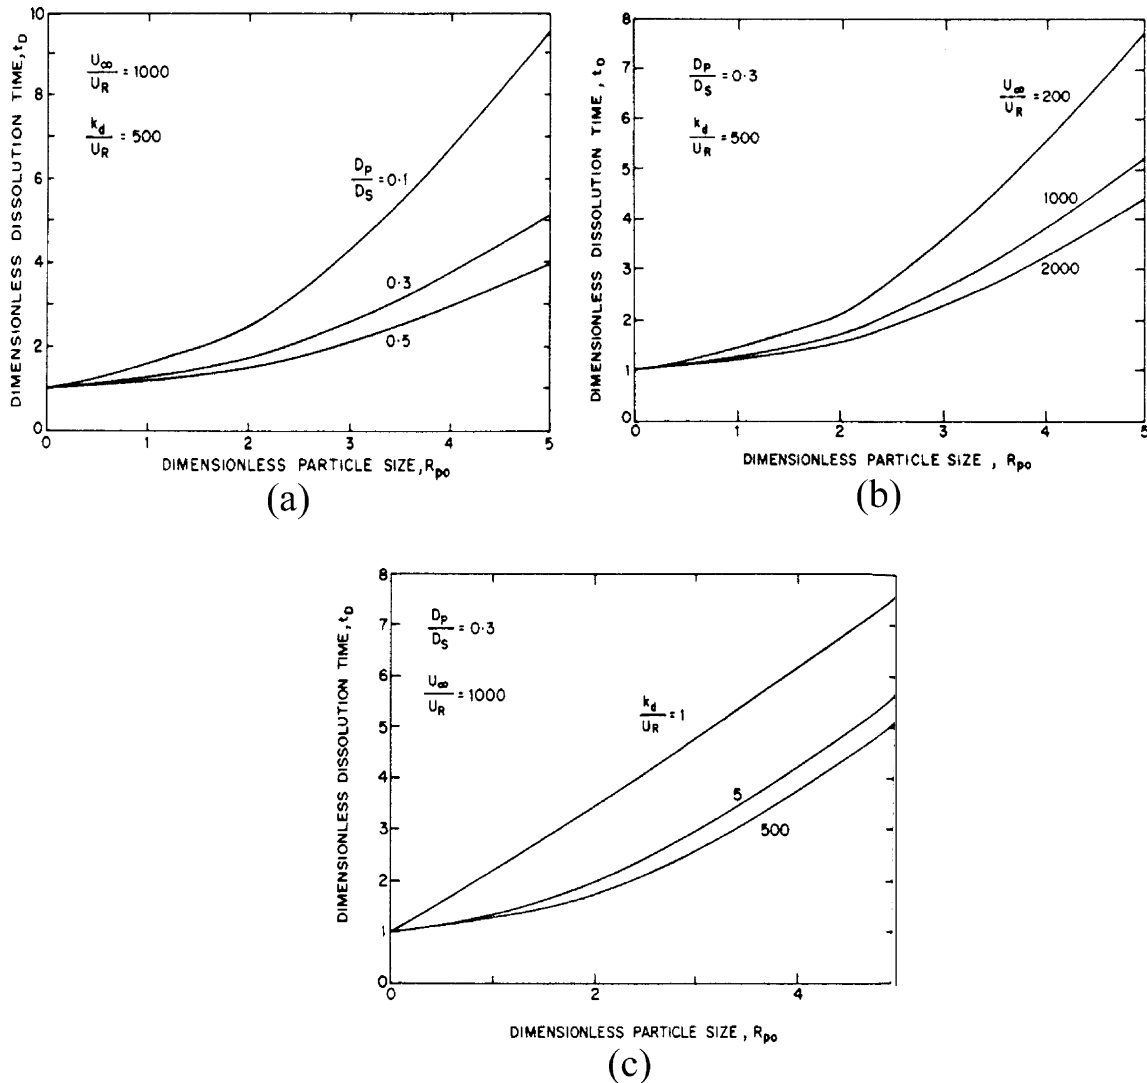 10
9
8
6
4
2
0
0 1 2 3 4 5
DIMENSIONLESS DISSOLUTION TIME, tD
U∞/UR = 1000
kd/UR = 500
DP/DS = 0·1
0·3
0·5
DIMENSIONLESS PARTICLE SIZE, Rpo
(a)
8
7
6
5
4
3
2
1
0
0 1 2 3 4 5
DIMENSIONLESS DISSOLUTION TIME, tD
DP/DS = 0·3
kd/UR = 500
U∞/UR = 200
1000
2000
DIMENSIONLESS PARTICLE SIZE , Rpo
(b)
8
7
6
5
4
3
2
1
0
0 2 4
DIMENSIONLESS DISSOLUTION TIME, tD
DP/DS = 0·3
U∞/UR = 1000
kd/UR = 1
5
500
DIMENSIONLESS PARTICLE SIZE , Rpo
(c)